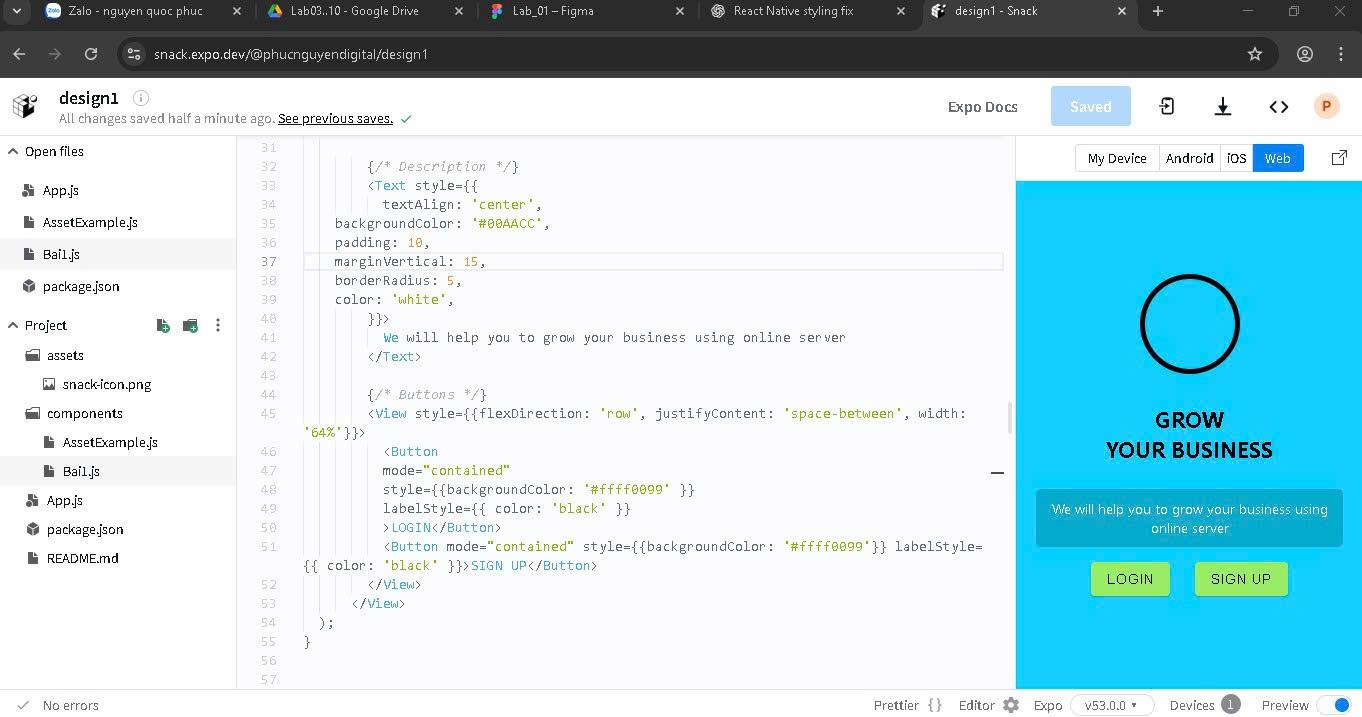 Zalo - nguyen quoc phuc
Lab03..10 - Google Drive
Lab_01 – Figma
React Native styling fix
design1 - Snack
snack.expo.dev/@phucnguyendigital/design1
design1
All changes saved half a minute ago. See previous saves.
Expo Docs
Saved
P
Open files
App.js
AssetExample.js
Bai1.js
package.json
Project
assets
snack-icon.png
components
AssetExample.js
Bai1.js
App.js
package.json
README.md
31
32 {/* Description */}
33 <Text style={{
34 textAlign: 'center',
35 backgroundColor: '#00AACC',
36 padding: 10,
37 marginVertical: 15,
38 borderRadius: 5,
39 color: 'white',
40 }}>
41 We will help you to grow your business using online server
42 </Text>
43
44 {/* Buttons */}
45 <View style={{flexDirection: 'row', justifyContent: 'space-between', width:
'64%'}}>
46 <Button
47 mode="contained"
48 style={{backgroundColor: '#ffff0099' }}
49 labelStyle={{ color: 'black' }}
50 >LOGIN</Button>
51 <Button mode="contained" style={{backgroundColor: '#ffff0099'}} labelStyle=
{{ color: 'black' }}>SIGN UP</Button>
52 </View>
53 </View>
54 );
55 }
56
57
My Device
Android
iOS
Web
GROW
YOUR BUSINESS
We will help you to grow your business using
online server
LOGIN
SIGN UP
No errors
Prettier { }
Editor
Expo
v53.0.0
Devices 1
Preview